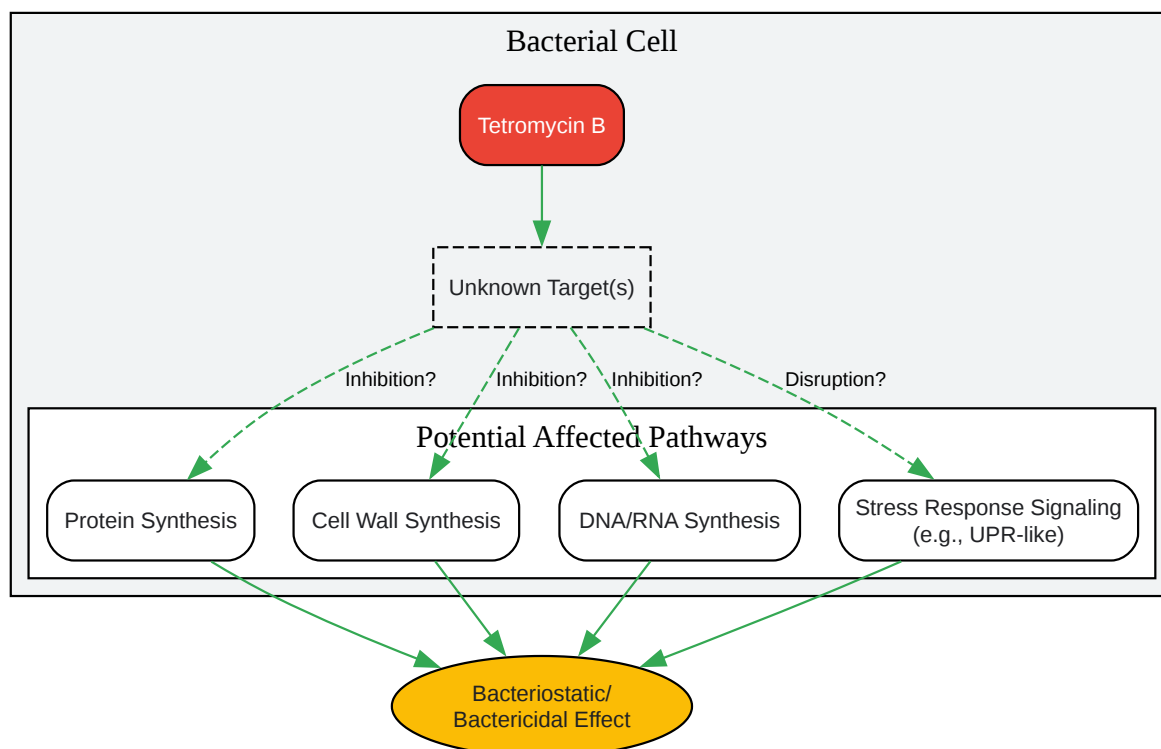 Bacterial Cell
Tetromycin B
Unknown Target(s)
Inhibition?
Inhibition?
Inhibition?
Disruption?
Potential Affected Pathways
Protein Synthesis
Cell Wall Synthesis
DNA/RNA Synthesis
Stress Response Signaling
(e.g., UPR-like)
Bacteriostatic/
Bactericidal Effect